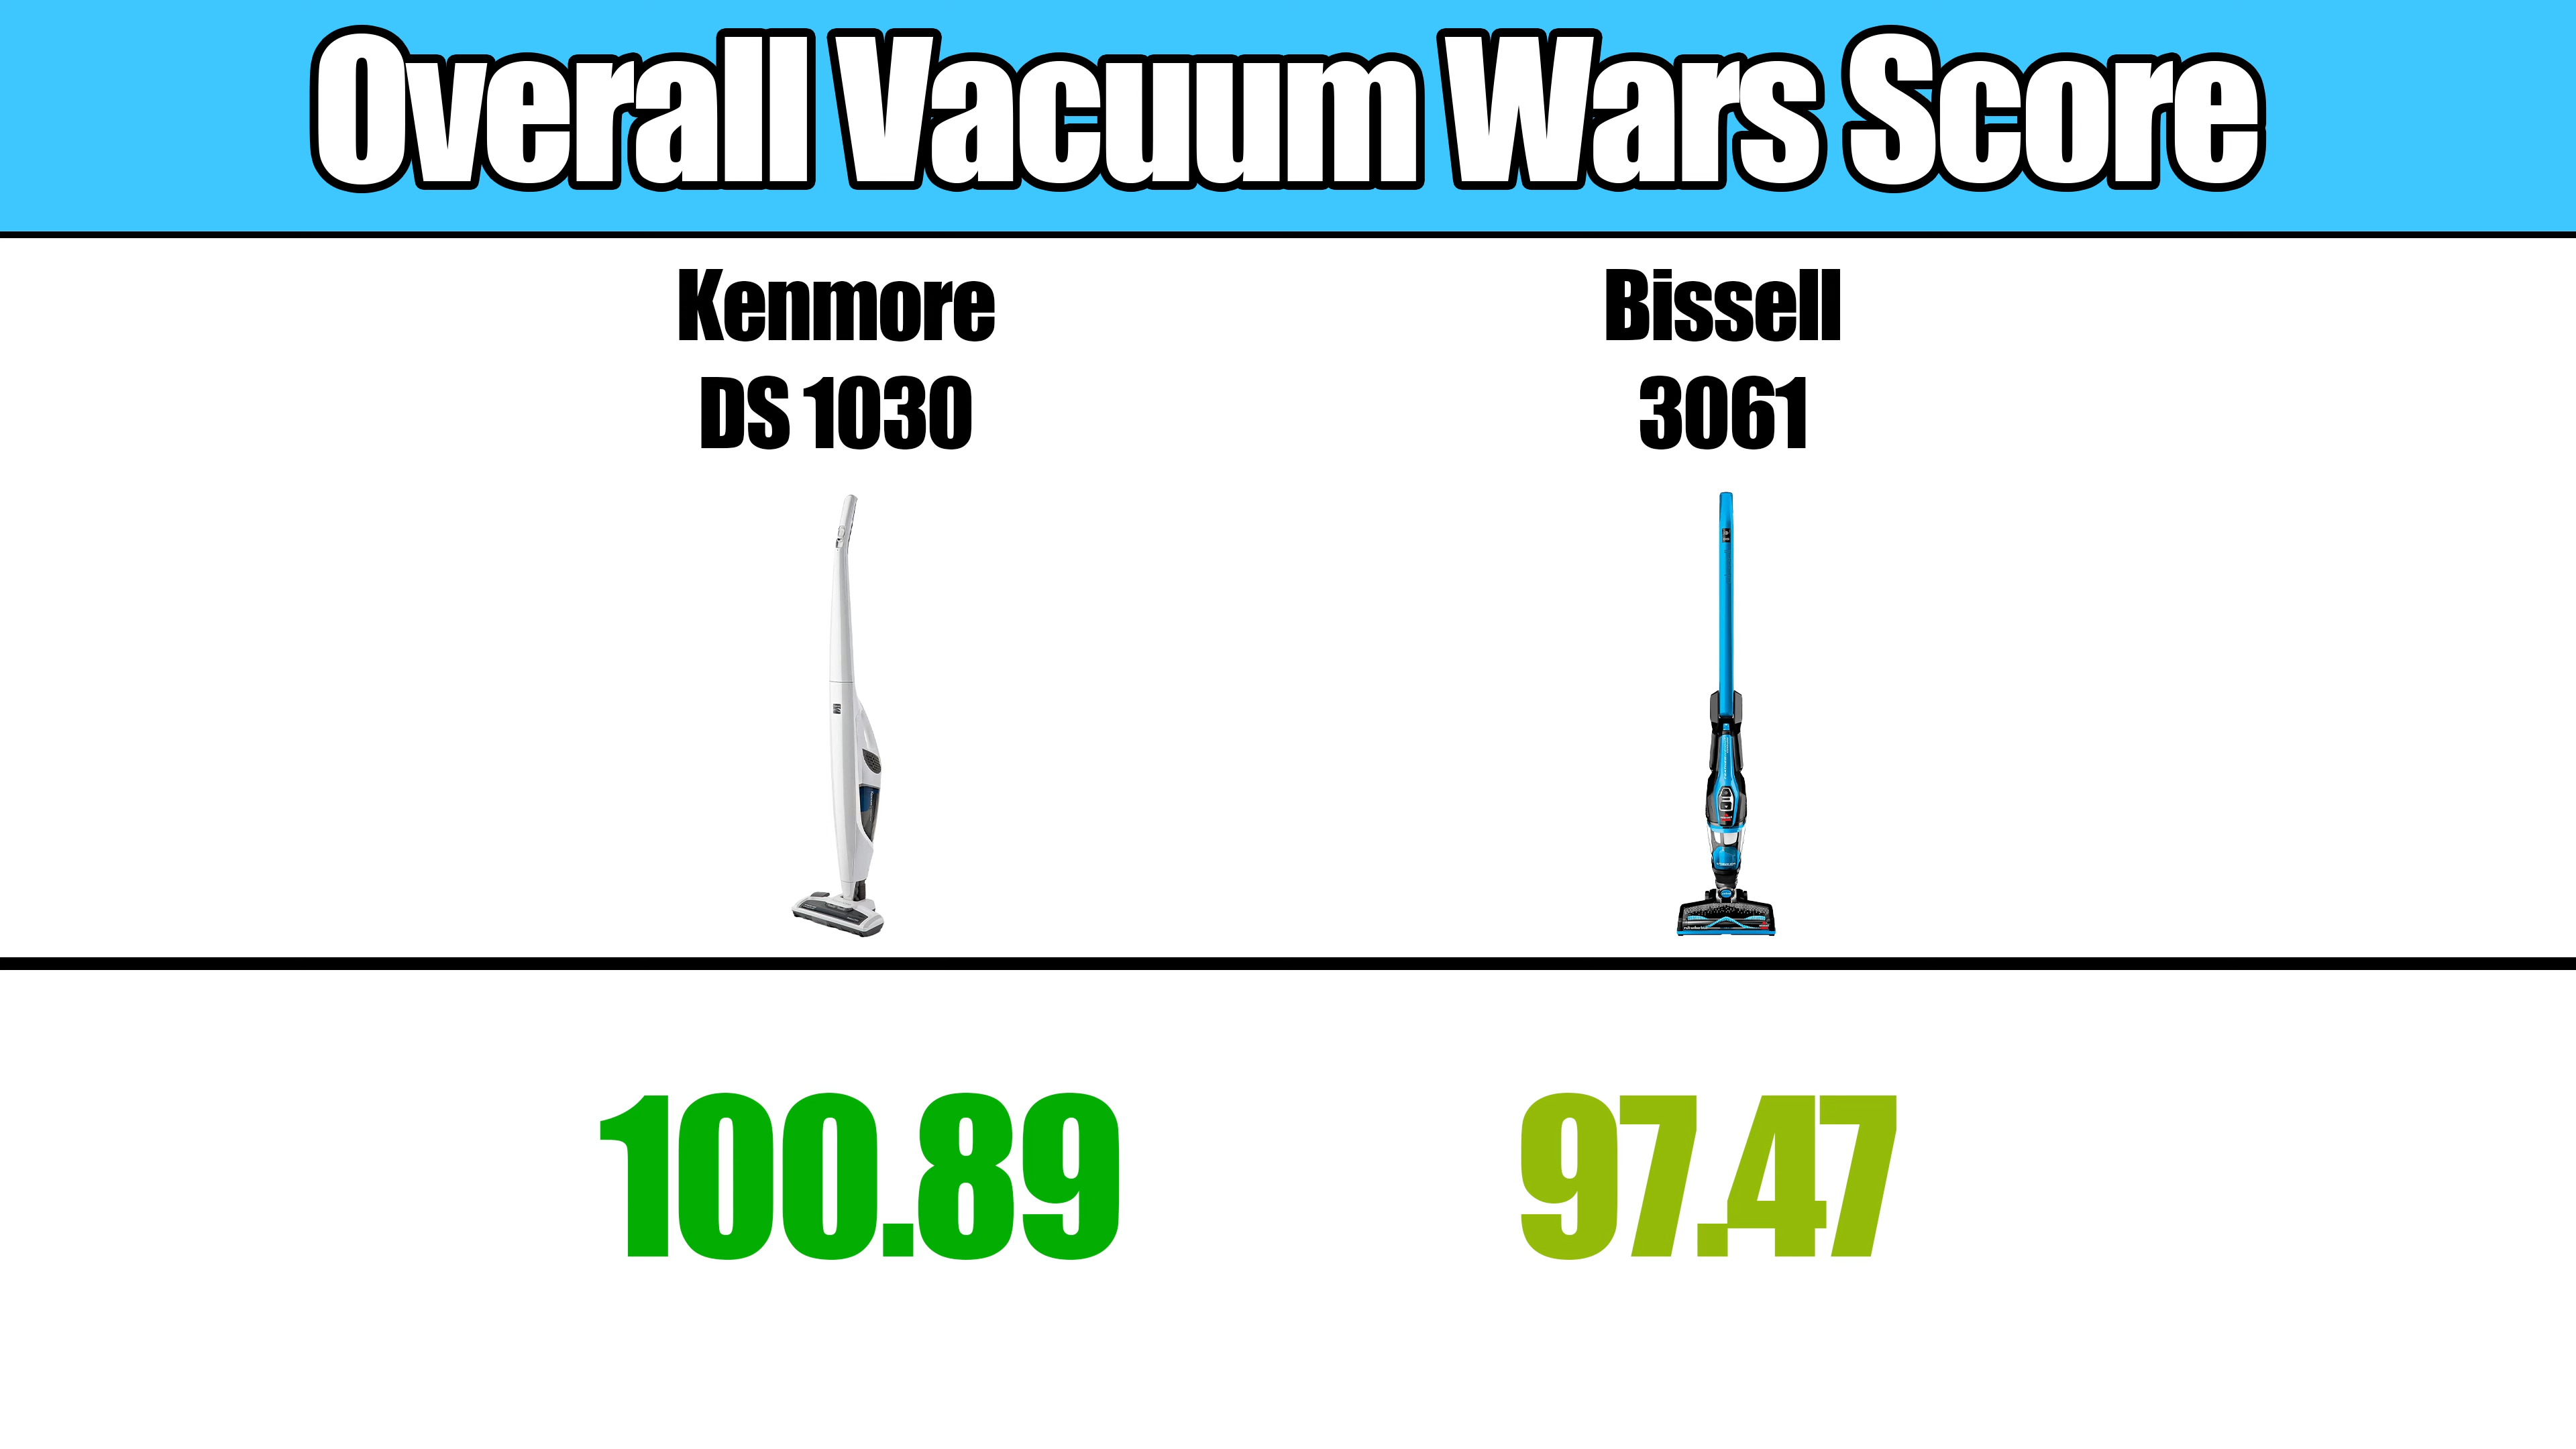 Overall Vacuum Wars Score
Kenmore
DS 1030
Bissell
3061
100.89
97.47